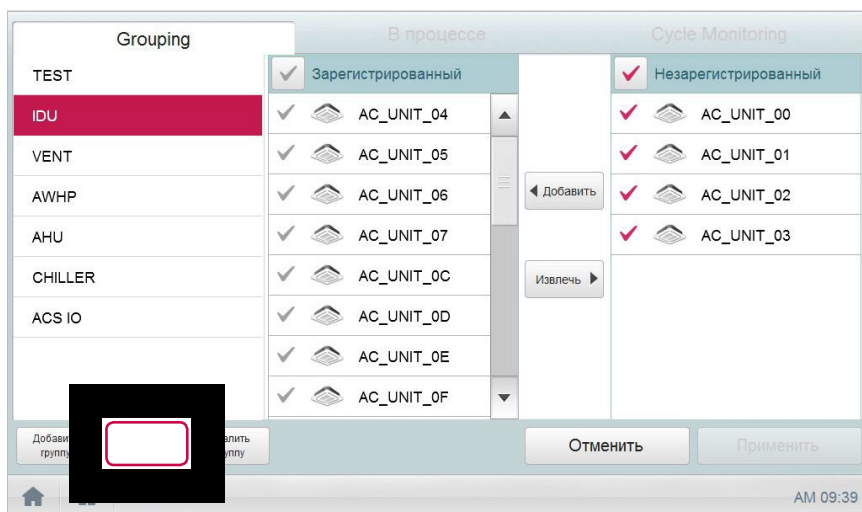 Grouping
В процессе
Cycle Monitoring
TEST
IDU
VENT
AWHP
AHU
CHILLER
ACS IO
Зарегистрированный
AC_UNIT_04
AC_UNIT_05
AC_UNIT_06
AC_UNIT_07
AC_UNIT_0C
AC_UNIT_0D
AC_UNIT_0E
AC_UNIT_0F
Добавить
Извлечь
Незарегистрированный
AC_UNIT_00
AC_UNIT_01
AC_UNIT_02
AC_UNIT_03
Отменить
Применить
AM 09:39